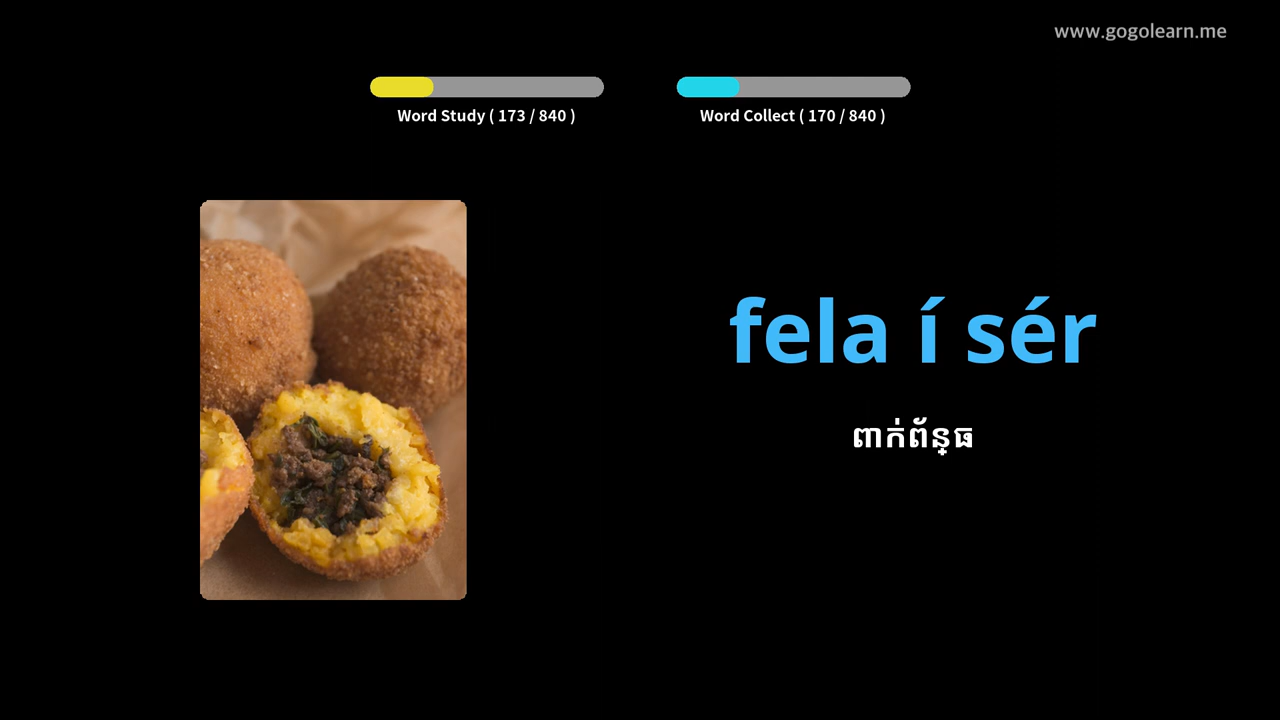 www.gogolearn.me
Word Study ( 173 / 840 )
Word Collect ( 170 / 840 )
fela í sér
ពាក់ព័ន្ធ